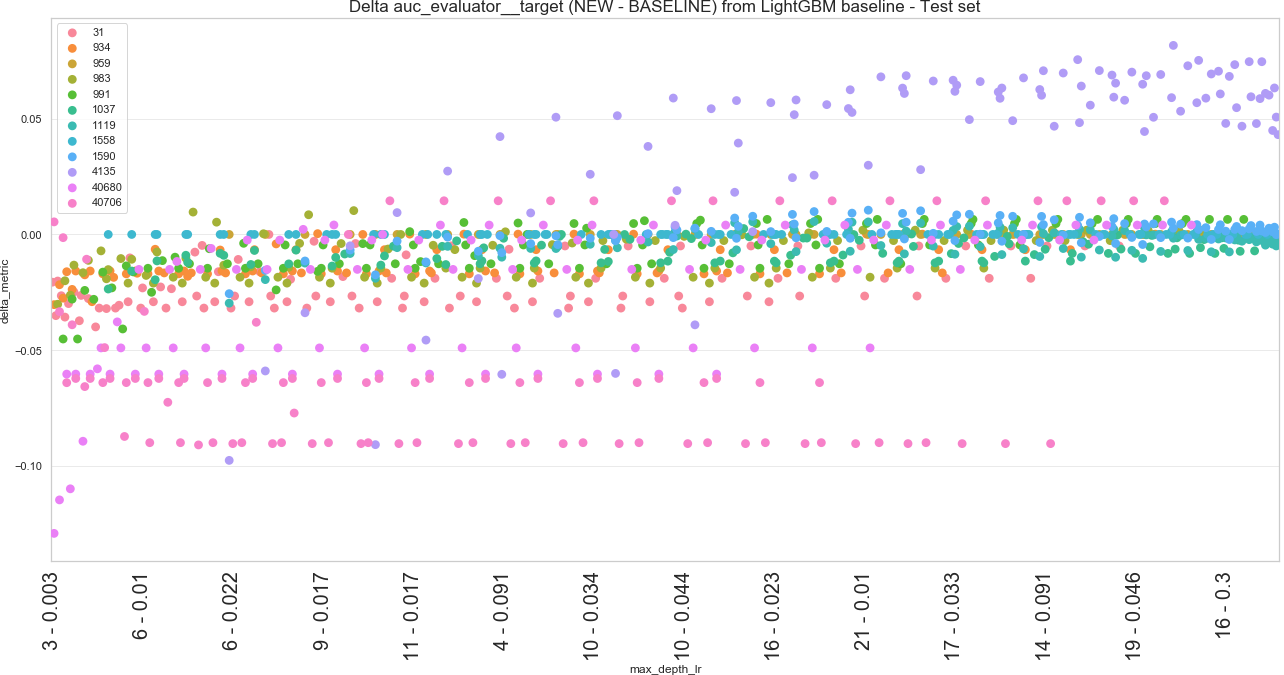 Delta auc_evaluator__target (NEW - BASELINE) from LightGBM baseline - Test set
31
934
959
983
991
1037
1119
1558
1590
4135
40680
40706
delta_metric
0.05
0.00
−0.05
−0.10
3 - 0.003
6 - 0.01
6 - 0.022
9 - 0.017
11 - 0.017
4 - 0.091
10 - 0.034
10 - 0.044
16 - 0.023
21 - 0.01
17 - 0.033
14 - 0.091
19 - 0.046
16 - 0.3
max_depth_lr